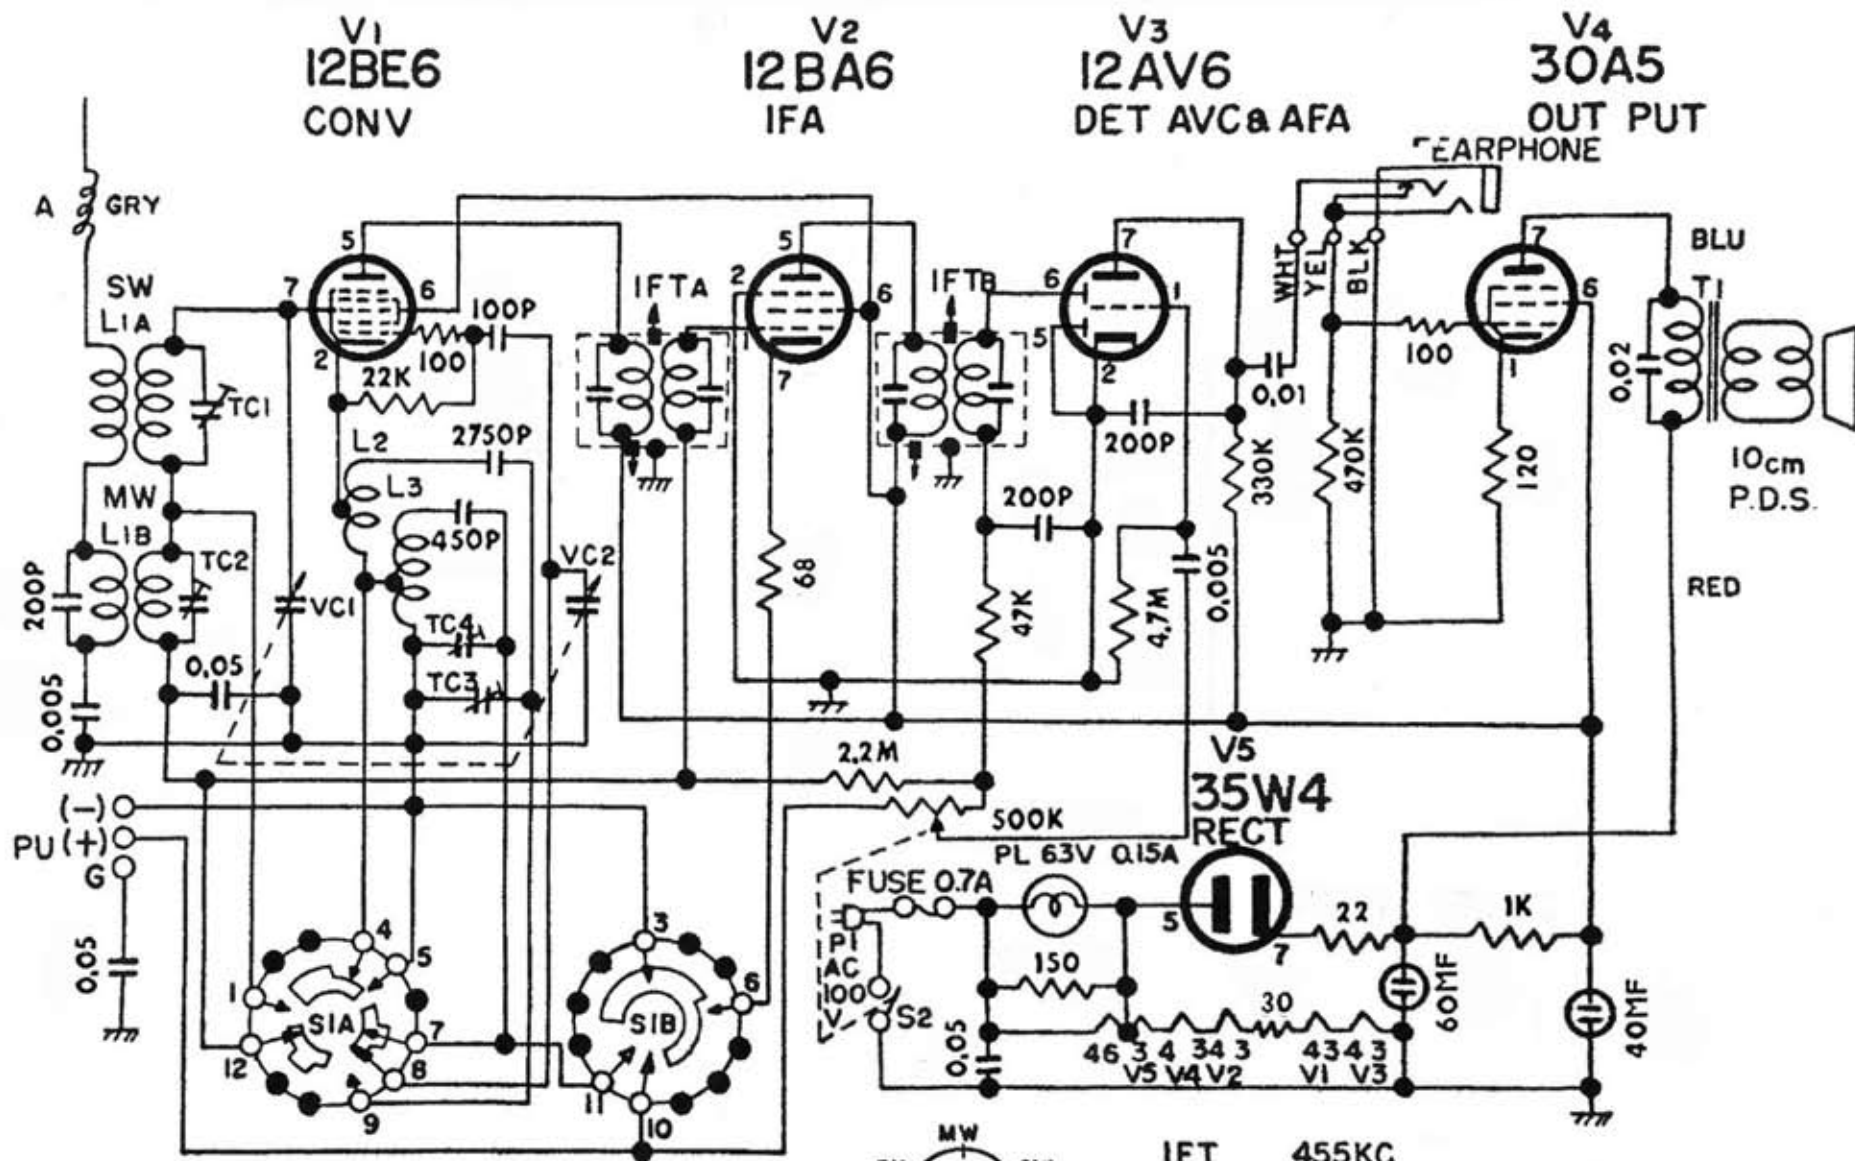 V1
12BE6
CONV
V2
12BA6
IFA
V3
12AV6
DET AVC& AFA
V4
30A5
OUT PUT
EARPHONE
A
GRY
SW
L1A
TC1
MW
L1B
TC2
200P
0.005
0.05
VC1
7
5
6
2
100P
100
22K
L2
2750P
L3
450P
VC2
TC4
TC3
IFTA
2
5
6
1
7
68
IFTB
6
7
1
5
2
200P
200P
47K
4.7M
0.005
0.01
330K
WHT
YEL
BLK
470K
100
7
6
1
120
BLU
T1
0.02
10cm
P.D.S.
RED
2.2M
500K
V5
35W4
RECT
(-)
PU (+)
G
0.05
PL 63V 0.15A
FUSE 0.7A
P1
AC
100
V
S2
150
0.05
5
7
22
1K
60MF
40MF
30
46 3 4 34 3 43 4 3
V5 V4 V2 V1 V3
S1A
1
4
5
7
8
9
12
S1B
3
6
11
10
MW
IFT 455KC